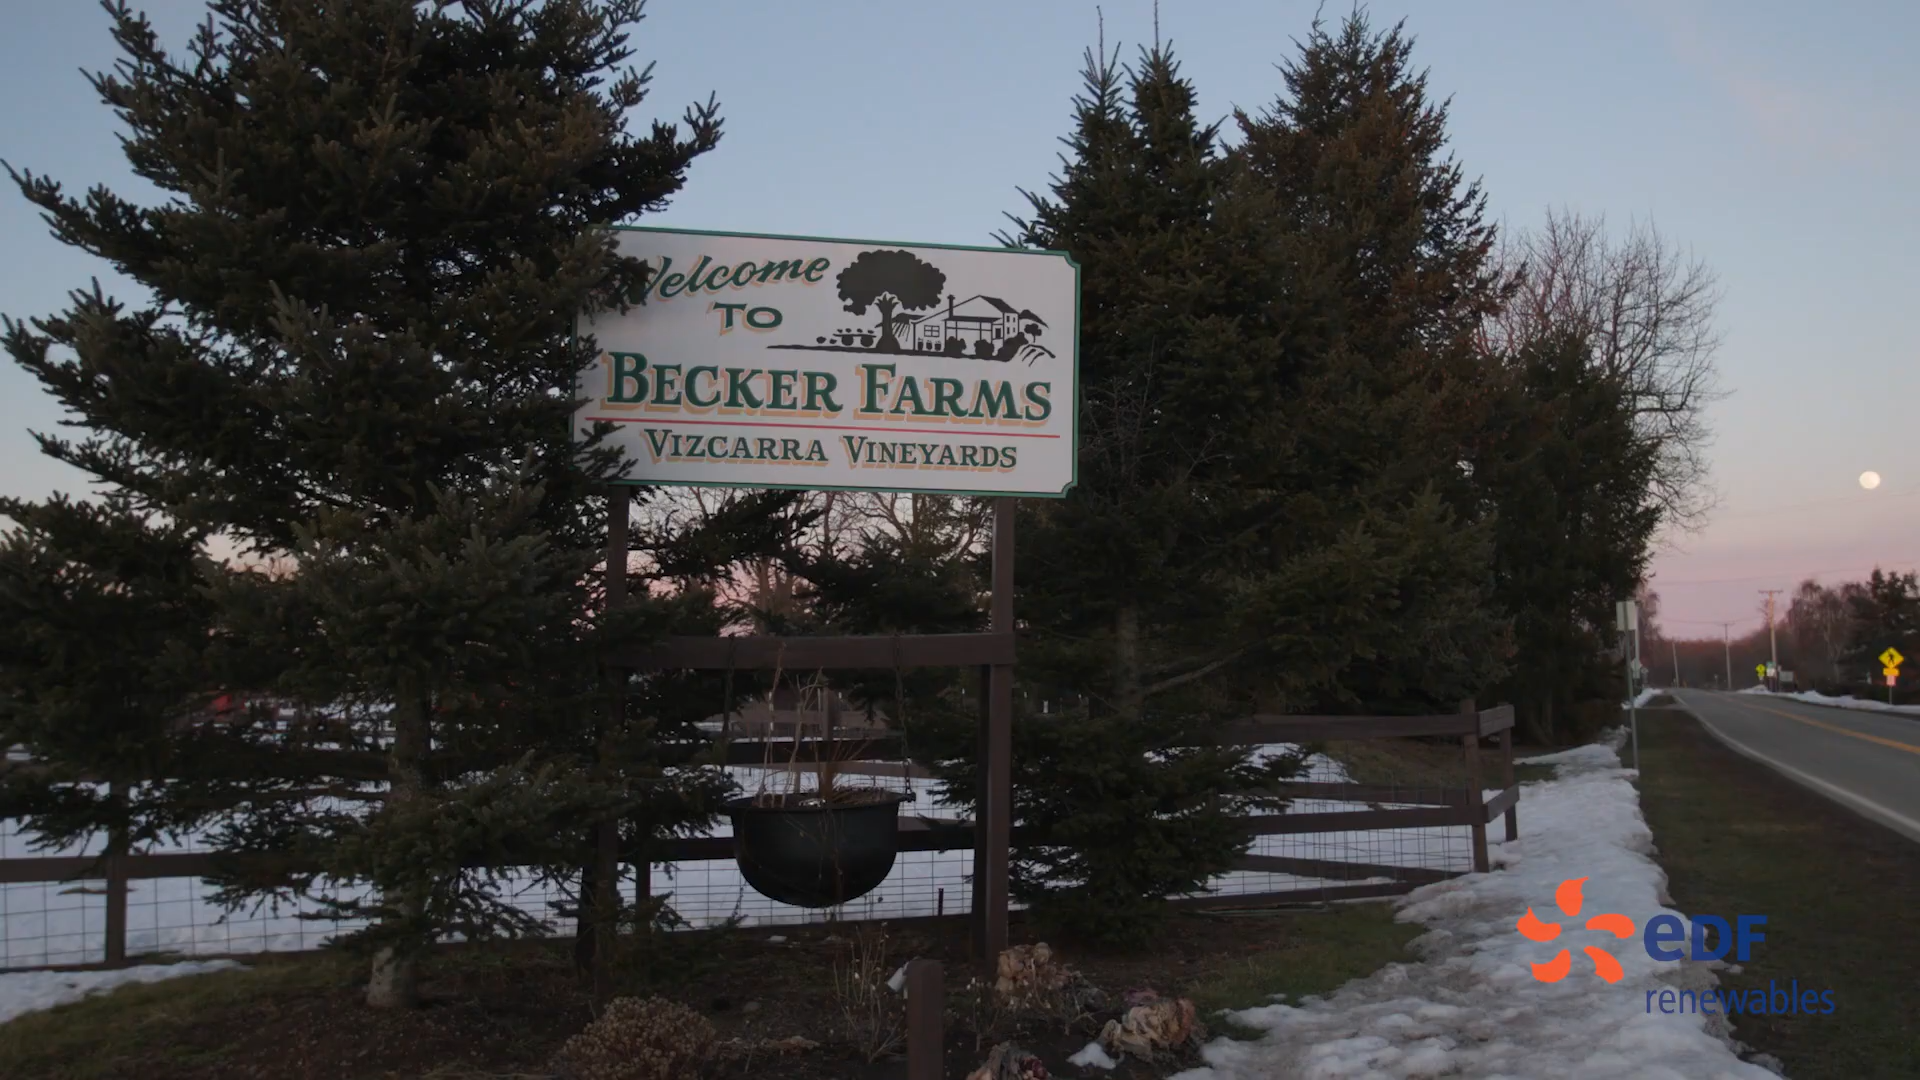 Welcome
TO
BECKER FARMS
VIZCARRA VINEYARDS
eDF
renewables